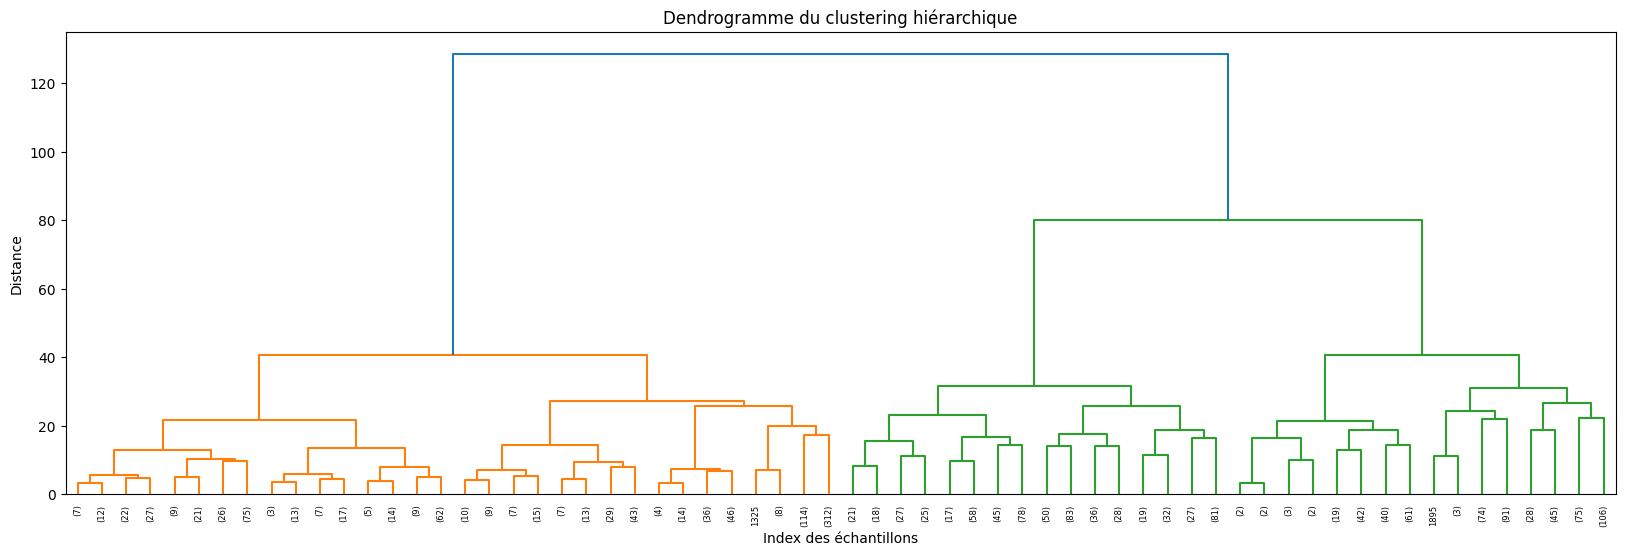 Dendrogramme du clustering hiérarchique
120
100
80
60
40
20
0
Distance
(7) (12) (22) (27) (9) (21) (26) (75) (3) (13) (7) (17) (5) (14) (9) (62) (10) (9) (7) (15) (7) (13) (29) (43) (4) (14) (36) (46) 1325 (8) (114) (312) (21) (18) (27) (25) (17) (58) (45) (78) (50) (83) (36) (28) (19) (32) (27) (81) (2) (2) (3) (2) (19) (42) (40) (61) 1895 (3) (74) (91) (28) (45) (75) (106)
Index des échantillons